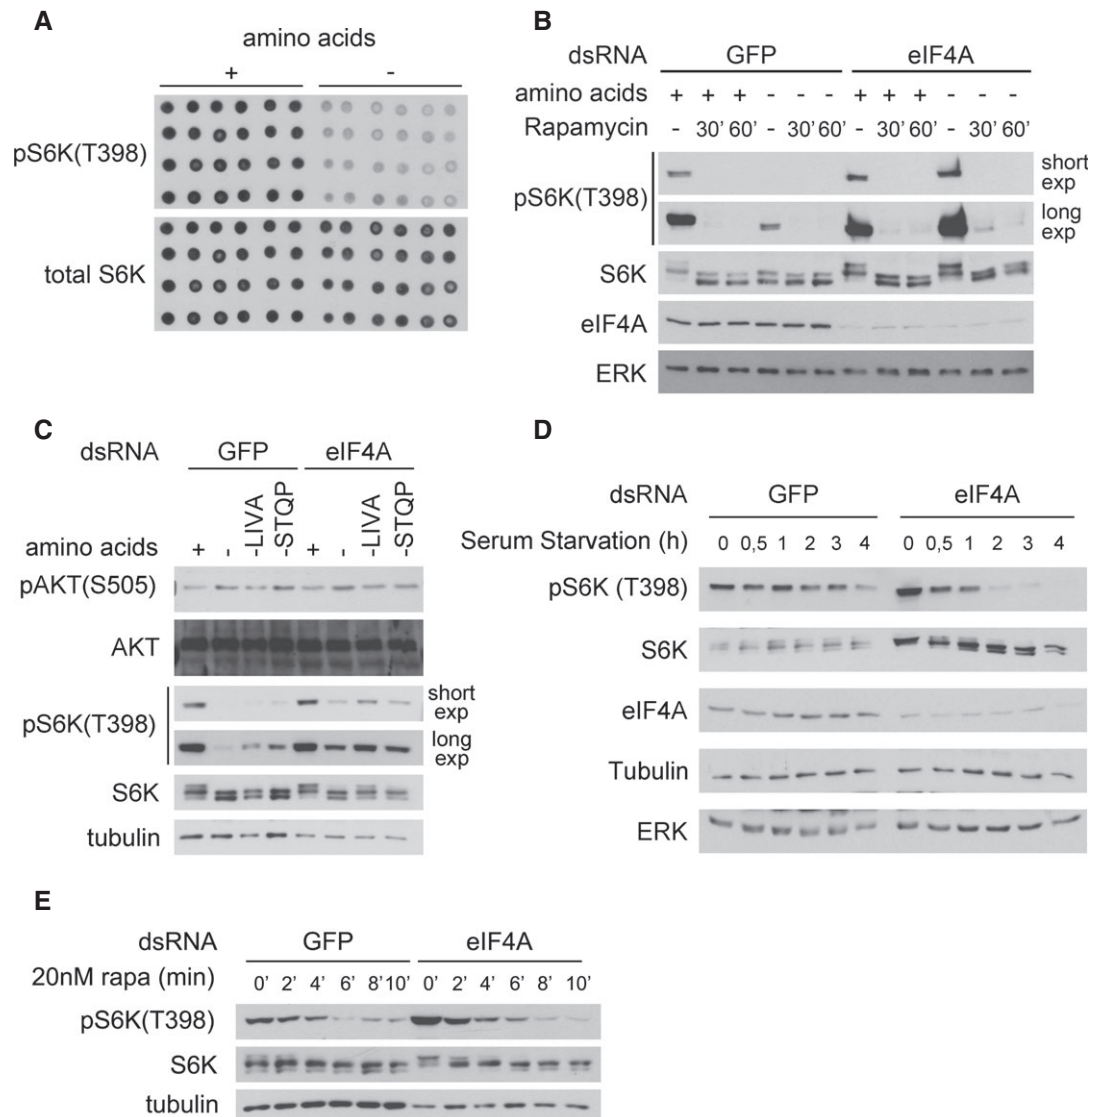 A
amino acids
+ -
pS6K(T398)
total S6K
B
dsRNA GFP eIF4A
amino acids + + + - - - + + + - - -
Rapamycin - 30' 60' - 30' 60' - 30' 60' - 30' 60'
short
exp
pS6K(T398)
long
exp
S6K
eIF4A
ERK
C
dsRNA GFP eIF4A
amino acids + - -LIVA -STQP + - -LIVA -STQP
pAKT(S505)
AKT
short
exp
pS6K(T398)
long
exp
S6K
tubulin
D
dsRNA GFP eIF4A
Serum Starvation (h) 0 0,5 1 2 3 4 0 0,5 1 2 3 4
pS6K (T398)
S6K
eIF4A
Tubulin
ERK
E
dsRNA GFP eIF4A
20nM rapa (min) 0' 2' 4' 6' 8' 10' 0' 2' 4' 6' 8' 10'
pS6K(T398)
S6K
tubulin